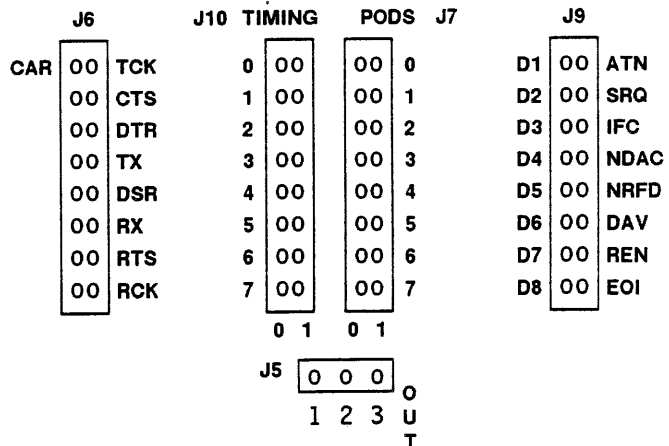 J6 J10 TIMING PODS J7 J9
CAR 00 TCK 0 00 00 0 D1 00 ATN
00 CTS 1 00 00 1 D2 00 SRQ
00 DTR 2 00 00 2 D3 00 IFC
00 TX 3 00 00 3 D4 00 NDAC
00 DSR 4 00 00 4 D5 00 NRFD
00 RX 5 00 00 5 D6 00 DAV
00 RTS 6 00 00 6 D7 00 REN
00 RCK 7 00 00 7 D8 00 EOI
0 1 0 1
J5 0 0 0
1 2 3 OUT